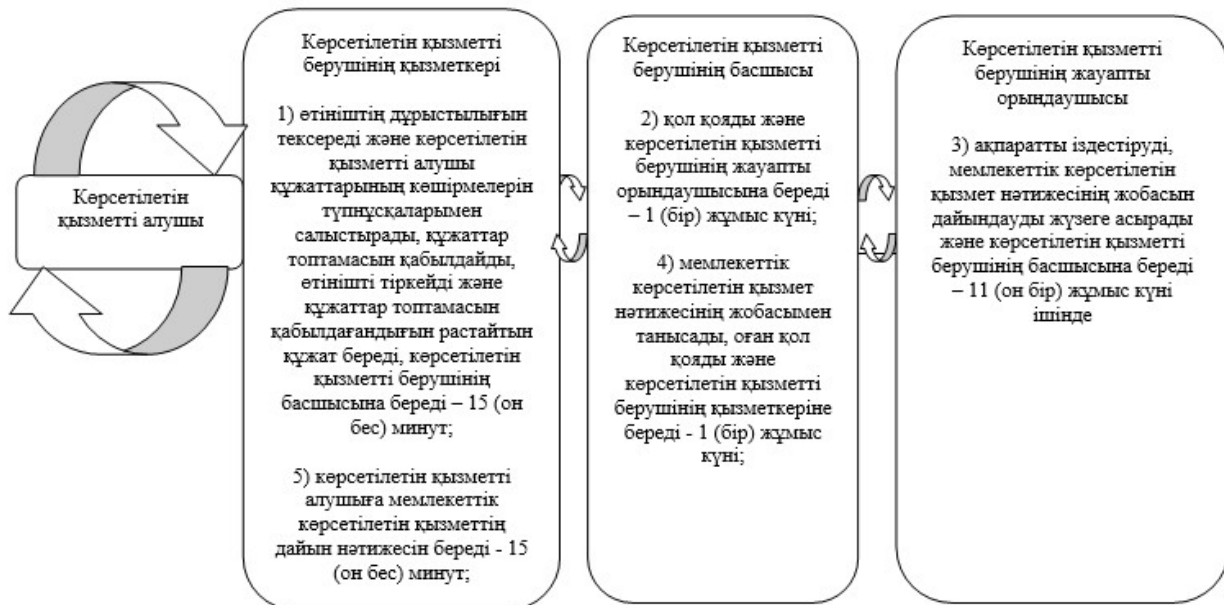 Көрсетілетін
қызметті алушы
Көрсетілетін қызметті
берушінің қызметкері
1) өтініштің дұрыстылығын
тексереді және көрсетілетін
қызметті алушы
құжаттарының көшірмелерін
түпнұсқаларымен
салыстырады, құжаттар
топтамасын қабылдайды,
өтінішті тіркейді және
құжаттар топтамасын
қабылдағандығын растайтын
құжат береді, көрсетілетін
қызметті берушінің
басшысына береді – 15 (он
бес) минут;
5) көрсетілетін қызметті
алушыға мемлекеттік
көрсетілетін қызметтің
дайын нәтижесін береді - 15
(он бес) минут;
Көрсетілетін қызметті
берушінің басшысы
2) қол қояды және
көрсетілетін қызметті
берушінің жауапты
орындаушысына береді
– 1 (бір) жұмыс күні;
4) мемлекеттік
көрсетілетін қызмет
нәтижесінің жобасымен
танысады, оған қол
қояды және
көрсетілетін қызметті
берушінің қызметкеріне
береді - 1 (бір) жұмыс
күні;
Көрсетілетін қызметті
берушінің жауапты
орындаушысы
3) ақпаратты іздестіруді,
мемлекеттік көрсетілетін
қызмет нәтижесінің жобасын
дайындауды жүзеге асырады
және көрсетілетін қызметті
берушінің басшысына береді
– 11 (он бір) жұмыс күні
ішінде